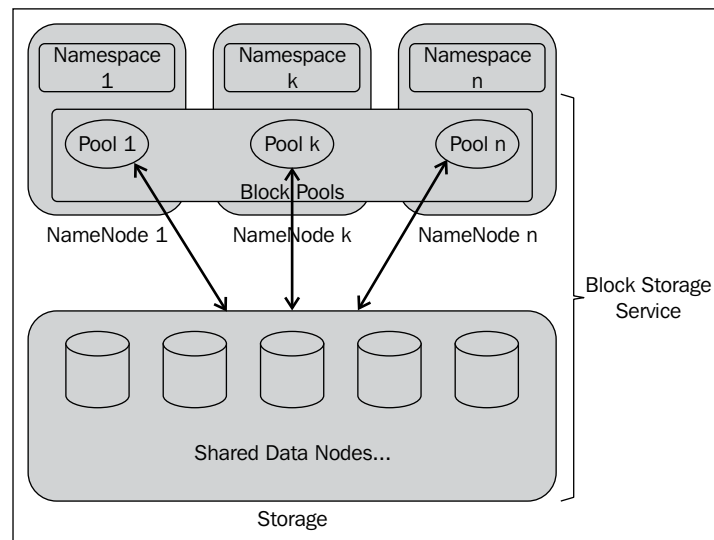 Namespace
1
Namespace
k
Namespace
n
Pool 1
Pool k
Pool n
Block Pools
NameNode 1
NameNode k
NameNode n
Block Storage
Service
Shared Data Nodes...
Storage